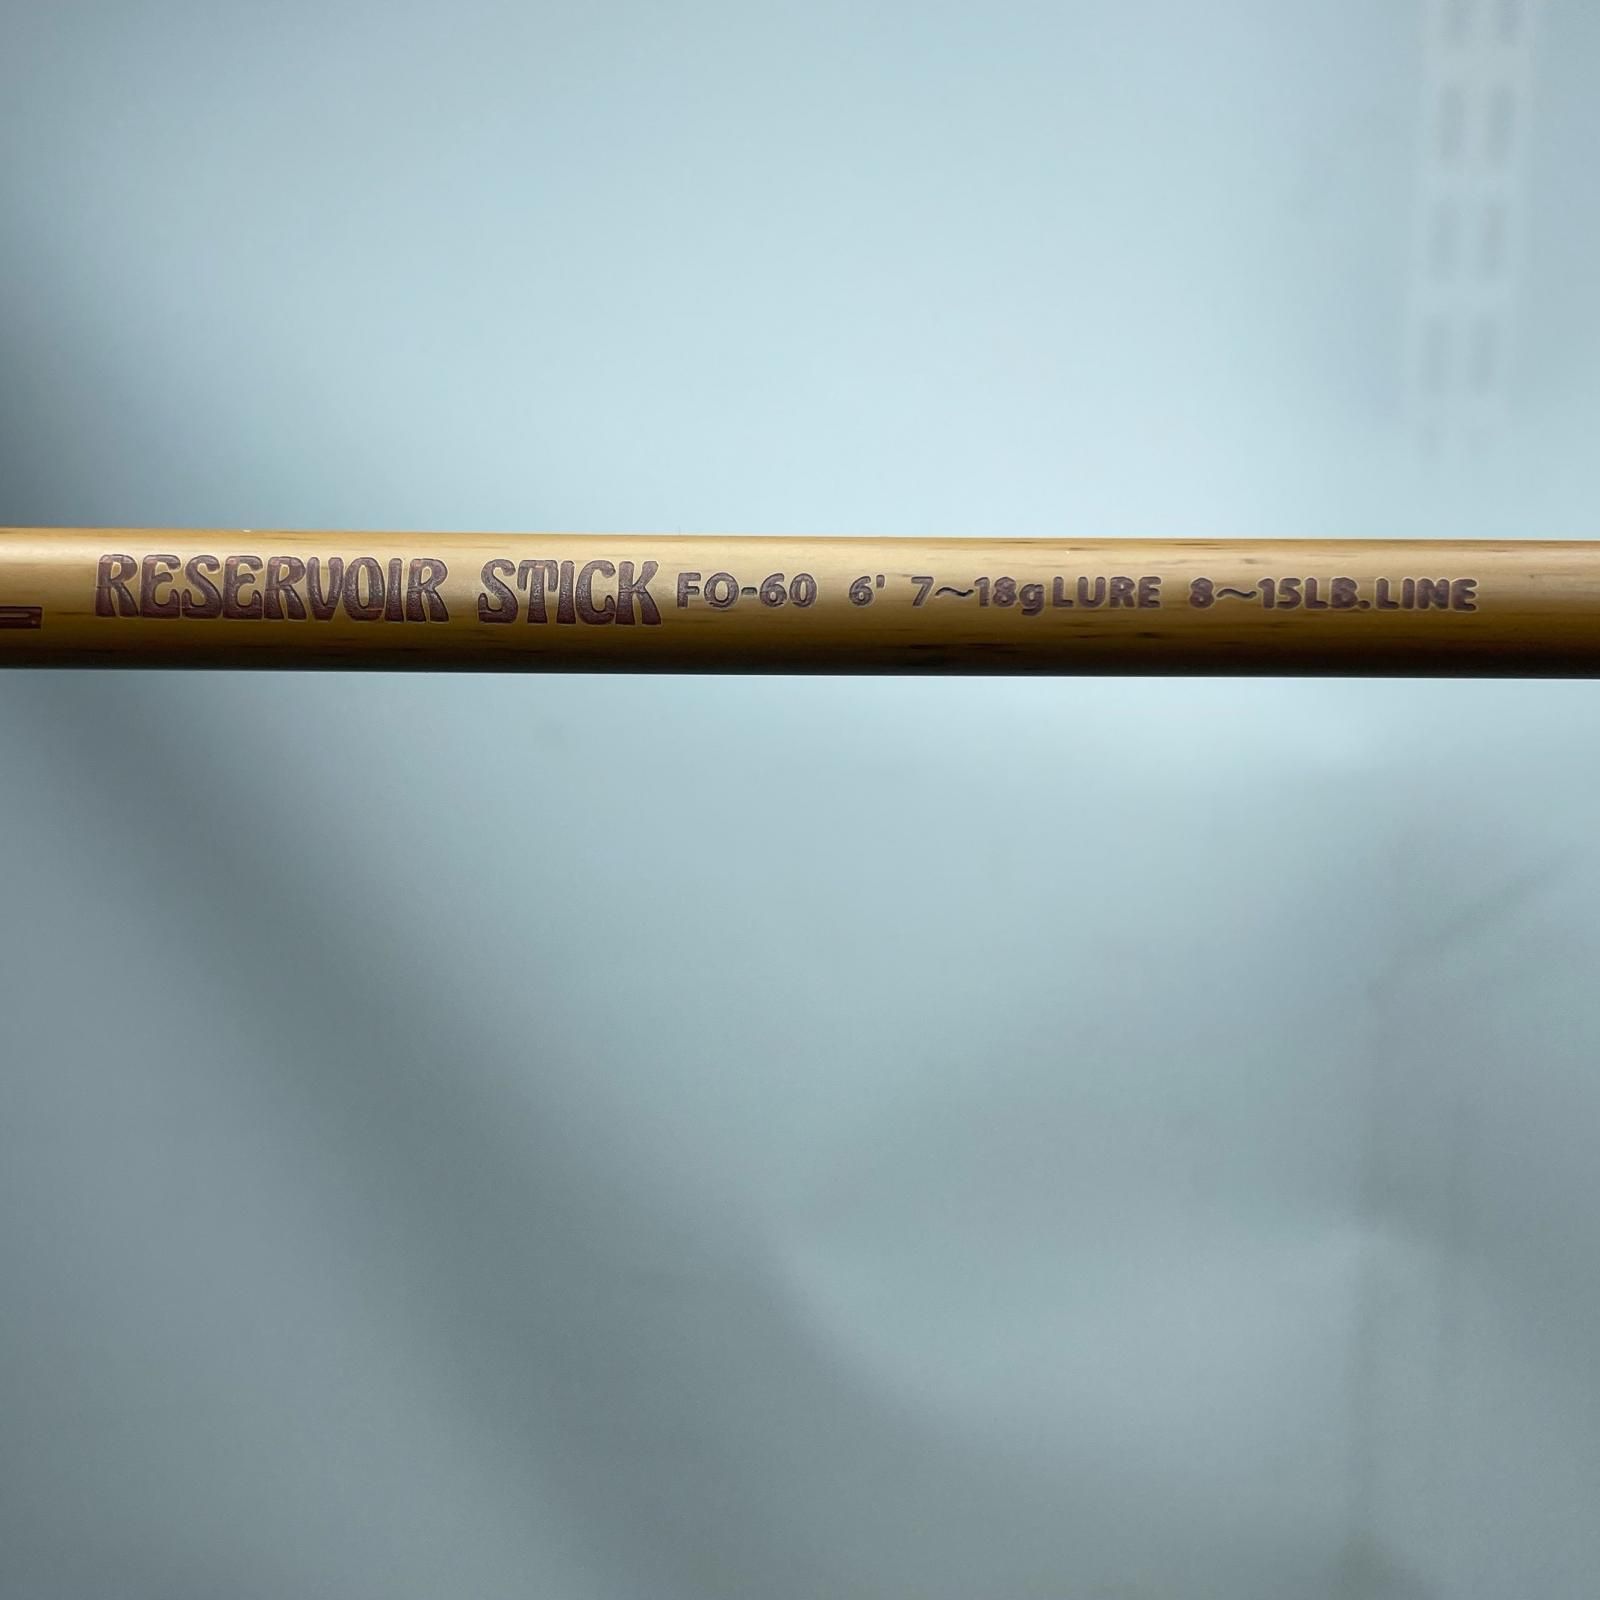 RESERVOIR STICK FO-60 6' 7~18g LURE 8~15LB.LINE